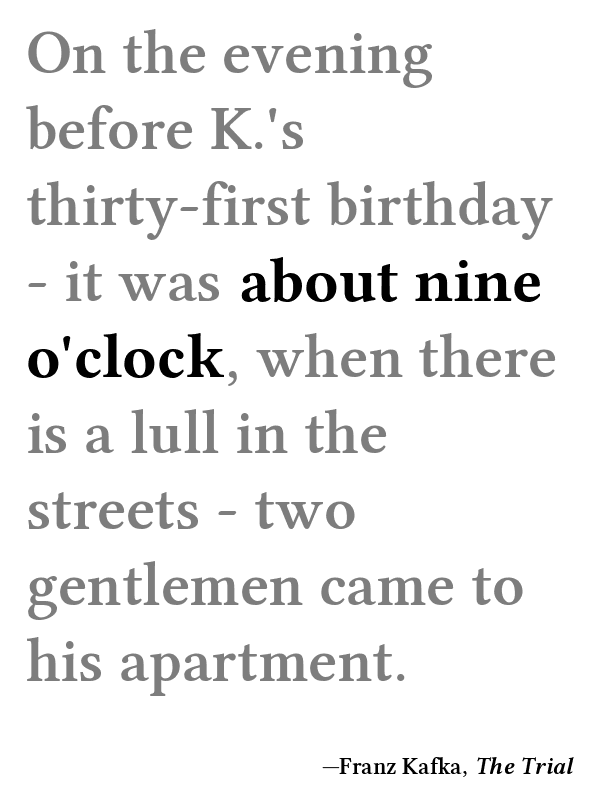 On the evening
before K.'s
thirty-first birthday
- it was about nine
o'clock, when there
is a lull in the
streets - two
gentlemen came to
his apartment.
—Franz Kafka, The Trial